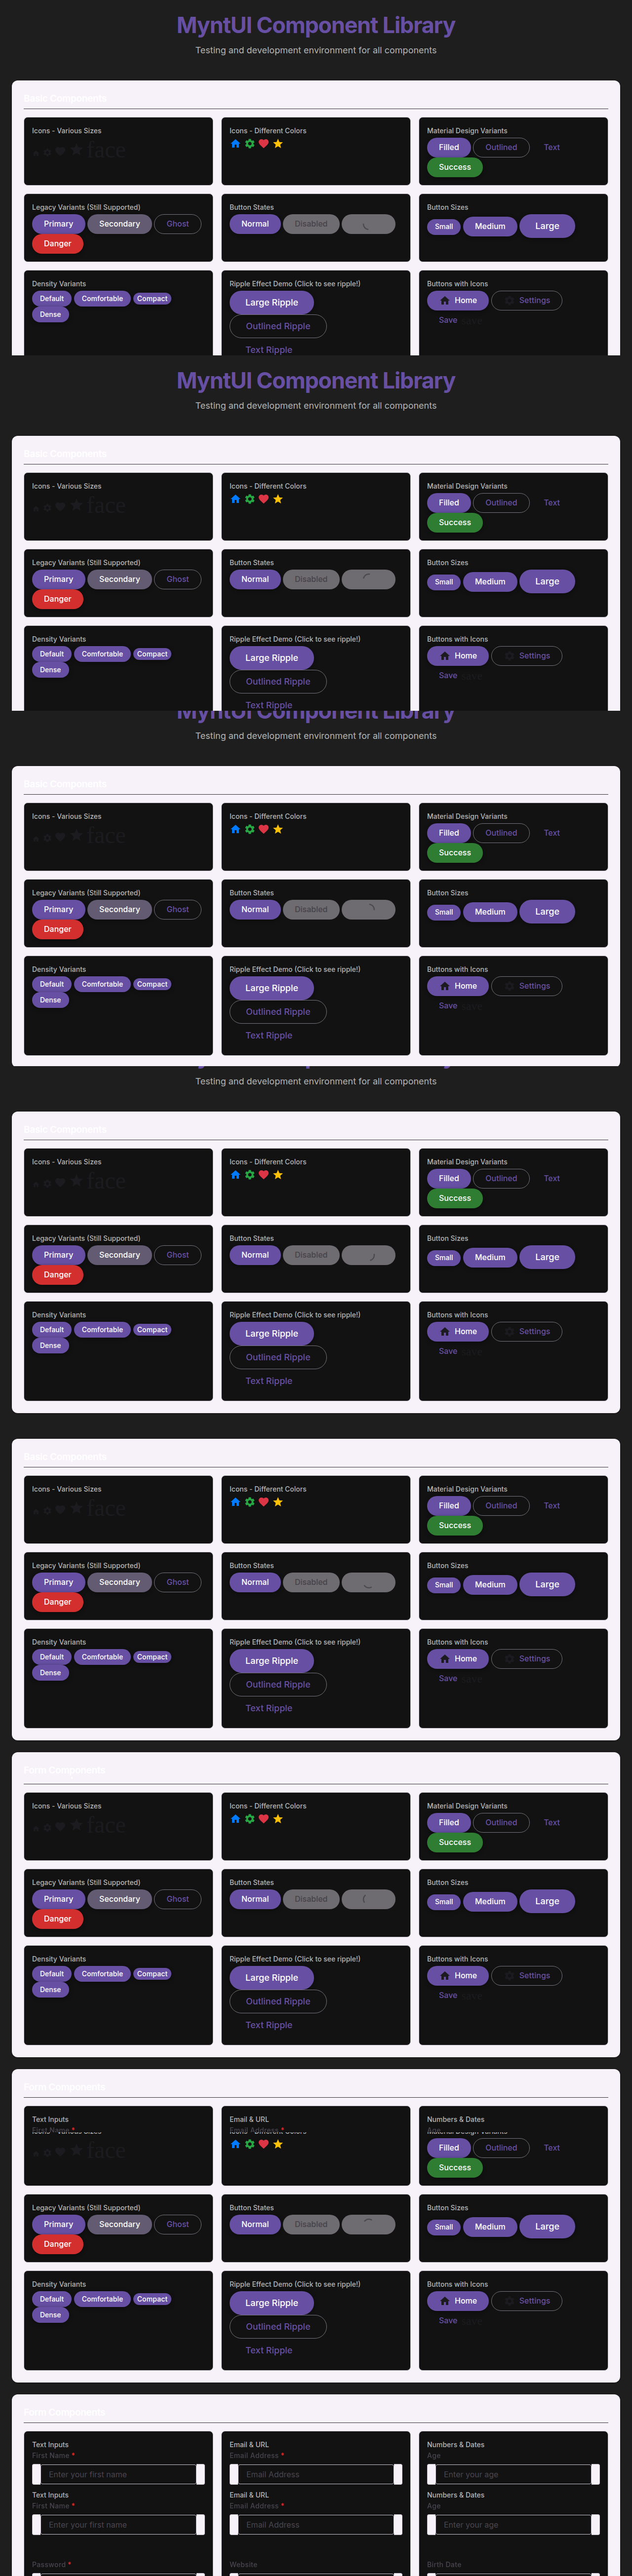 MyntUI Component Library
Testing and development environment for all components
Basic Components
Icons - Various Sizes
face
Icons - Different Colors
Material Design Variants
Filled Outlined Text
Success
Legacy Variants (Still Supported)
Primary Secondary Ghost
Danger
Button States
Normal Disabled
Button Sizes
Small Medium Large
Density Variants
Default Comfortable Compact
Dense
Ripple Effect Demo (Click to see ripple!)
Large Ripple
Outlined Ripple
Text Ripple
Buttons with Icons
Home Settings
Save
MyntUI Component Library
Testing and development environment for all components
Basic Components
Icons - Various Sizes
face
Icons - Different Colors
Material Design Variants
Filled Outlined Text
Success
Legacy Variants (Still Supported)
Primary Secondary Ghost
Danger
Button States
Normal Disabled
Button Sizes
Small Medium Large
Density Variants
Default Comfortable Compact
Dense
Ripple Effect Demo (Click to see ripple!)
Large Ripple
Outlined Ripple
Text Ripple
Buttons with Icons
Home Settings
Save
MyntUI Component Library
Testing and development environment for all components
Basic Components
Icons - Various Sizes
face
Icons - Different Colors
Material Design Variants
Filled Outlined Text
Success
Legacy Variants (Still Supported)
Primary Secondary Ghost
Danger
Button States
Normal Disabled
Button Sizes
Small Medium Large
Density Variants
Default Comfortable Compact
Dense
Ripple Effect Demo (Click to see ripple!)
Large Ripple
Outlined Ripple
Text Ripple
Buttons with Icons
Home Settings
Save
Testing and development environment for all components
Basic Components
Icons - Various Sizes
face
Icons - Different Colors
Material Design Variants
Filled Outlined Text
Success
Legacy Variants (Still Supported)
Primary Secondary Ghost
Danger
Button States
Normal Disabled
Button Sizes
Small Medium Large
Density Variants
Default Comfortable Compact
Dense
Ripple Effect Demo (Click to see ripple!)
Large Ripple
Outlined Ripple
Text Ripple
Buttons with Icons
Home Settings
Save
Basic Components
Icons - Various Sizes
face
Icons - Different Colors
Material Design Variants
Filled Outlined Text
Success
Legacy Variants (Still Supported)
Primary Secondary Ghost
Danger
Button States
Normal Disabled
Button Sizes
Small Medium Large
Density Variants
Default Comfortable Compact
Dense
Ripple Effect Demo (Click to see ripple!)
Large Ripple
Outlined Ripple
Text Ripple
Buttons with Icons
Home Settings
Save
Form Components
Icons - Various Sizes
face
Icons - Different Colors
Material Design Variants
Filled Outlined Text
Success
Legacy Variants (Still Supported)
Primary Secondary Ghost
Danger
Button States
Normal Disabled
Button Sizes
Small Medium Large
Density Variants
Default Comfortable Compact
Dense
Ripple Effect Demo (Click to see ripple!)
Large Ripple
Outlined Ripple
Text Ripple
Buttons with Icons
Home Settings
Save
Form Components
Text Inputs
First Name *
Icons - Various Sizes
face
Email & URL
Email Address *
Icons - Different Colors
Numbers & Dates
Age
Material Design Variants
Filled Outlined Text
Success
Legacy Variants (Still Supported)
Primary Secondary Ghost
Danger
Button States
Normal Disabled
Button Sizes
Small Medium Large
Density Variants
Default Comfortable Compact
Dense
Ripple Effect Demo (Click to see ripple!)
Large Ripple
Outlined Ripple
Text Ripple
Buttons with Icons
Home Settings
Save
Form Components
Text Inputs
First Name *
Enter your first name
Email & URL
Email Address *
Email Address
Numbers & Dates
Age
Enter your age
Text Inputs
First Name *
Enter your first name
Email & URL
Email Address *
Email Address
Numbers & Dates
Age
Enter your age
Password *
Website
Birth Date